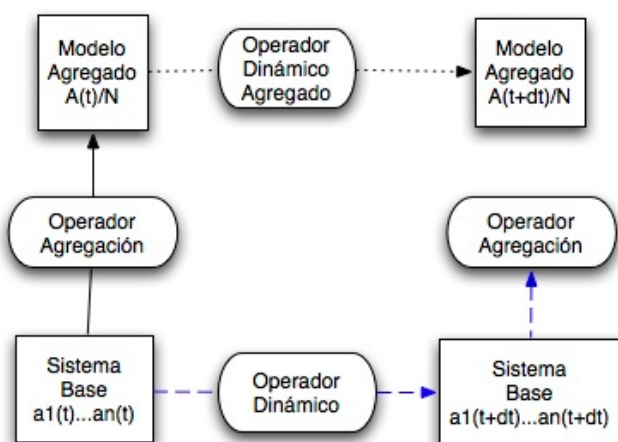 Modelo
Agregado
A(t)/N
Operador
Dinámico
Agregado
Modelo
Agregado
A(t+dt)/N
Operador
Agregación
Operador
Agregación
Sistema
Base
a1(t)...an(t)
Operador
Dinámico
Sistema
Base
a1(t+dt)...an(t+dt)